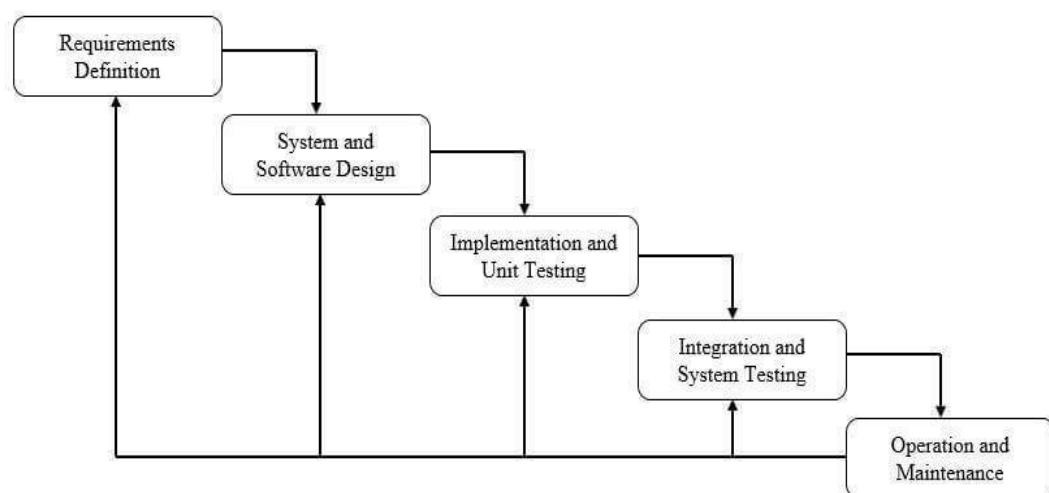 Requirements
Definition
System and
Software Design
Implementation and
Unit Testing
Integration and
System Testing
Operation and
Maintenance